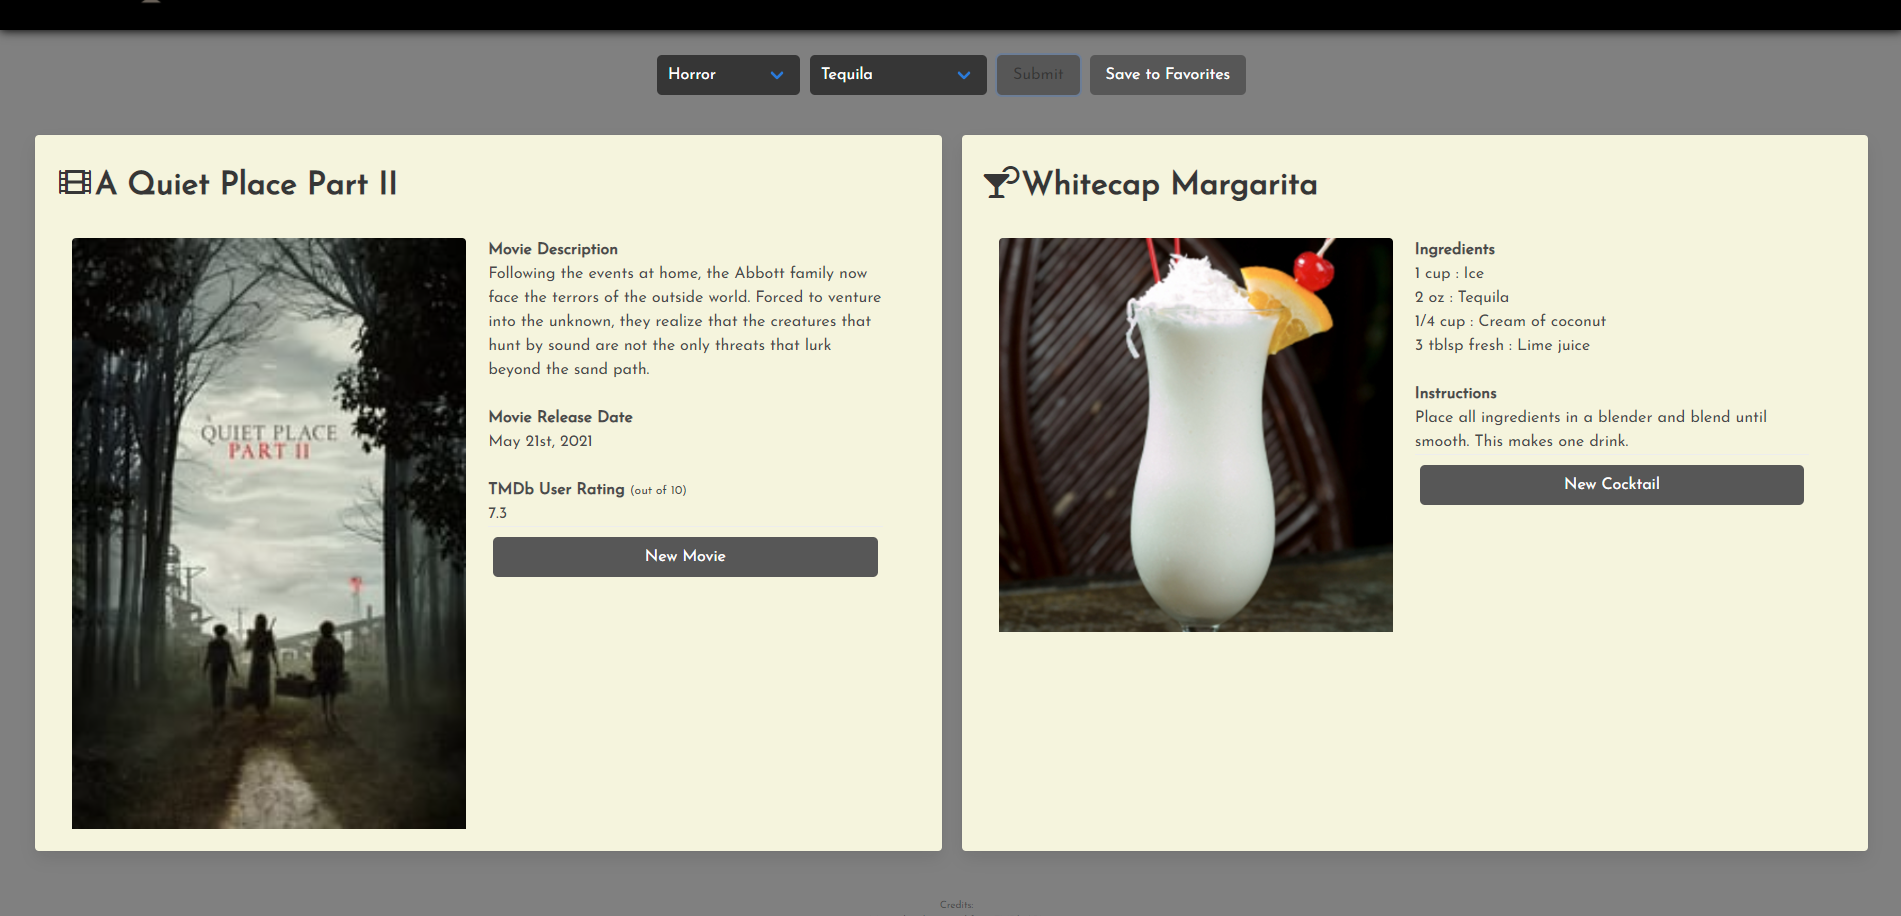 Horror
Tequila
Submit
Save to Favorites
A Quiet Place Part II
A
QUIET PLACE
PART II
Movie Description
Following the events at home, the Abbott family now
face the terrors of the outside world. Forced to venture
into the unknown, they realize that the creatures that
hunt by sound are not the only threats that lurk
beyond the sand path.
Movie Release Date
May 21st, 2021
TMDb User Rating (out of 10)
7.3
New Movie
Whitecap Margarita
Ingredients
1 cup : Ice
2 oz : Tequila
1/4 cup : Cream of coconut
3 tblsp fresh : Lime juice
Instructions
Place all ingredients in a blender and blend until
smooth. This makes one drink.
New Cocktail
Credits: